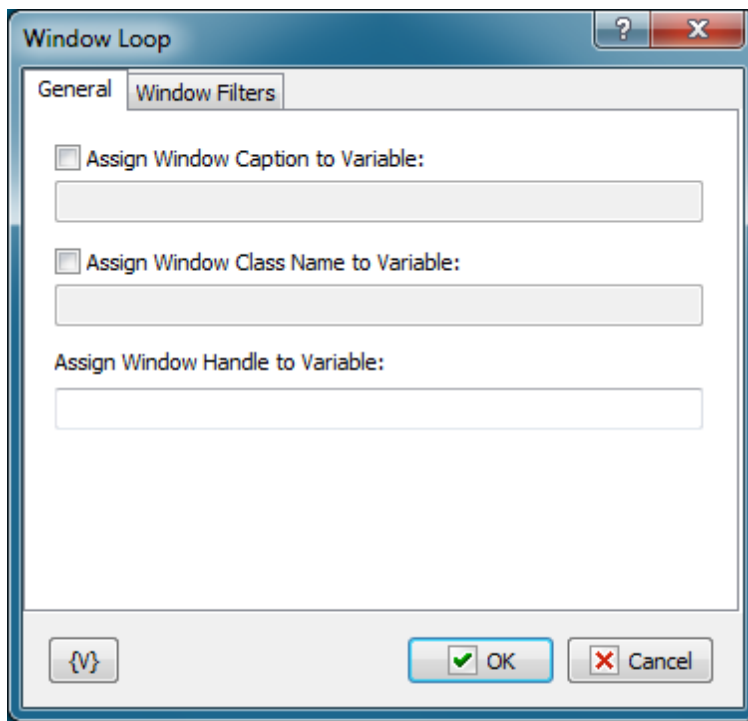 Window Loop
?
General
Window Filters
Assign Window Caption to Variable:
Assign Window Class Name to Variable:
Assign Window Handle to Variable:
{V}
OK
Cancel